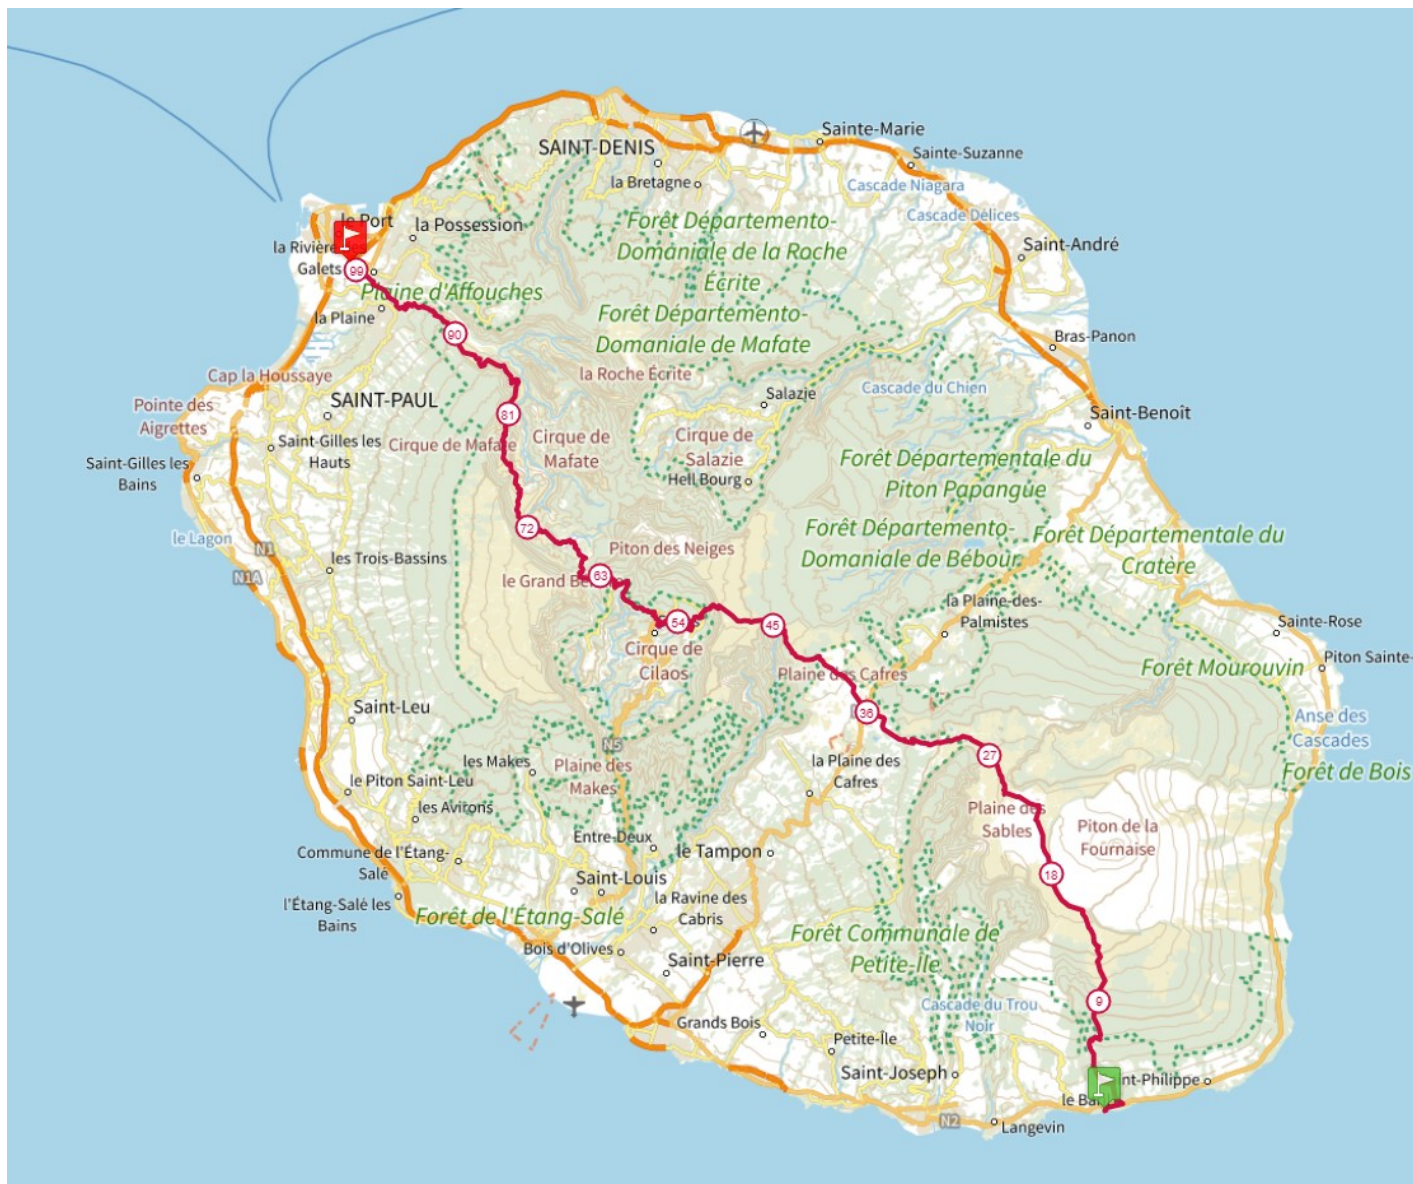 SAINT-DENIS
Sainte-Marie
Sainte-Suzanne
la Bretagne
Cascade Niagara
Cascade Délices
le Port
la Possession
Forêt Départemento-
Domaniale de la Roche
Écrite
Saint-André
la Rivière des
Galets
99
Plaine d'Affouches
la Plaine
90
Forêt Départemento-
Domaniale de Mafate
Bras-Panon
la Roche Écrite
Cap la Houssaye
Cascade du Chien
Salazie
SAINT-PAUL
Pointe des
Aigrettes
81
Saint-Benoît
Saint-Gilles les
Hauts
Cirque de Mafate
Cirque de
Mafate
Cirque de
Salazie
Saint-Gilles les
Bains
Hell Bourg
Forêt Départementale du
Piton Papangue
72
le Lagon
N1
N1A
les Trois-Bassins
Piton des Neiges
Forêt Départemento-
Domaniale de Bébour
Forêt Départementale du
Cratère
le Grand
63
54
45
Cirque de
Cilaos
la Plaine-des-
Palmistes
Sainte-Rose
Piton Sainte-
Forêt Mourouvin
Plaine des Cafres
36
Saint-Leu
Anse des
Cascades
N5
27
les Makes
Plaine des
Makes
la Plaine des
Cafres
Forêt de Bois
le Piton Saint-Leu
les Avirons
Plaine des
Sables
Piton de la
Fournaise
Entre-Deux
le Tampon
Commune de l'Étang-
Salé
18
Saint-Louis
l'Étang-Salé les
Bains
la Ravine des
Cabris
Forêt de l'Étang-Salé
Bois d'Olives
Saint-Pierre
Forêt Communale de
Petite-Île
9
Cascade du Trou
Noir
Grands Bois
Petite-Île
Saint-Joseph
nt-Philippe
N2
Langevin